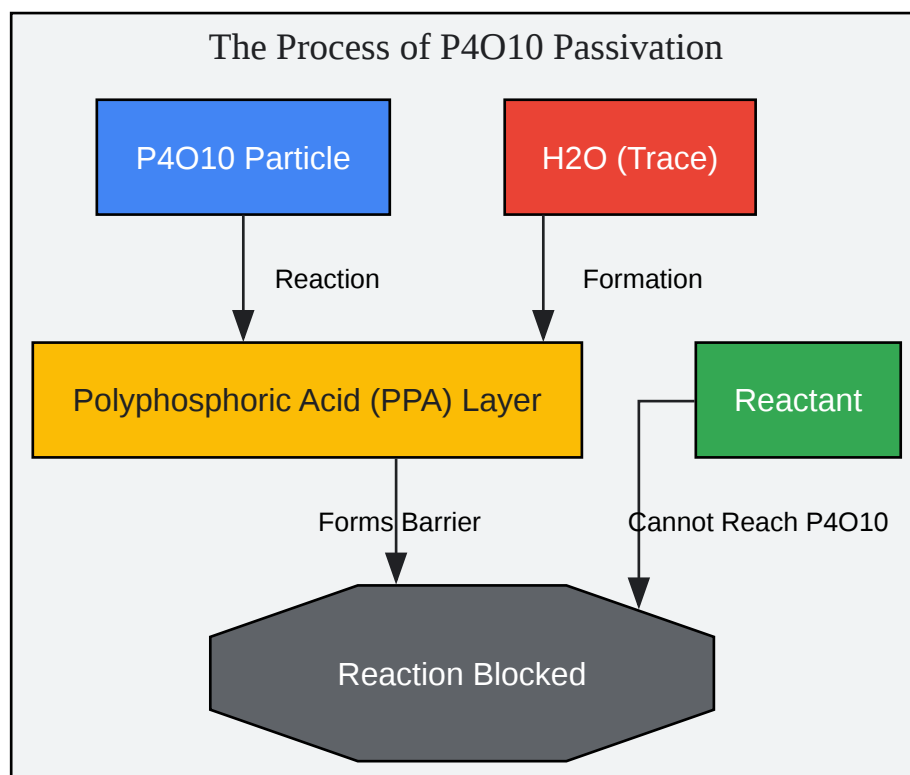 The Process of P4O10 Passivation
P4O10 Particle
H2O (Trace)
Reaction
Formation
Polyphosphoric Acid (PPA) Layer
Reactant
Forms Barrier
Cannot Reach P4O10
Reaction Blocked